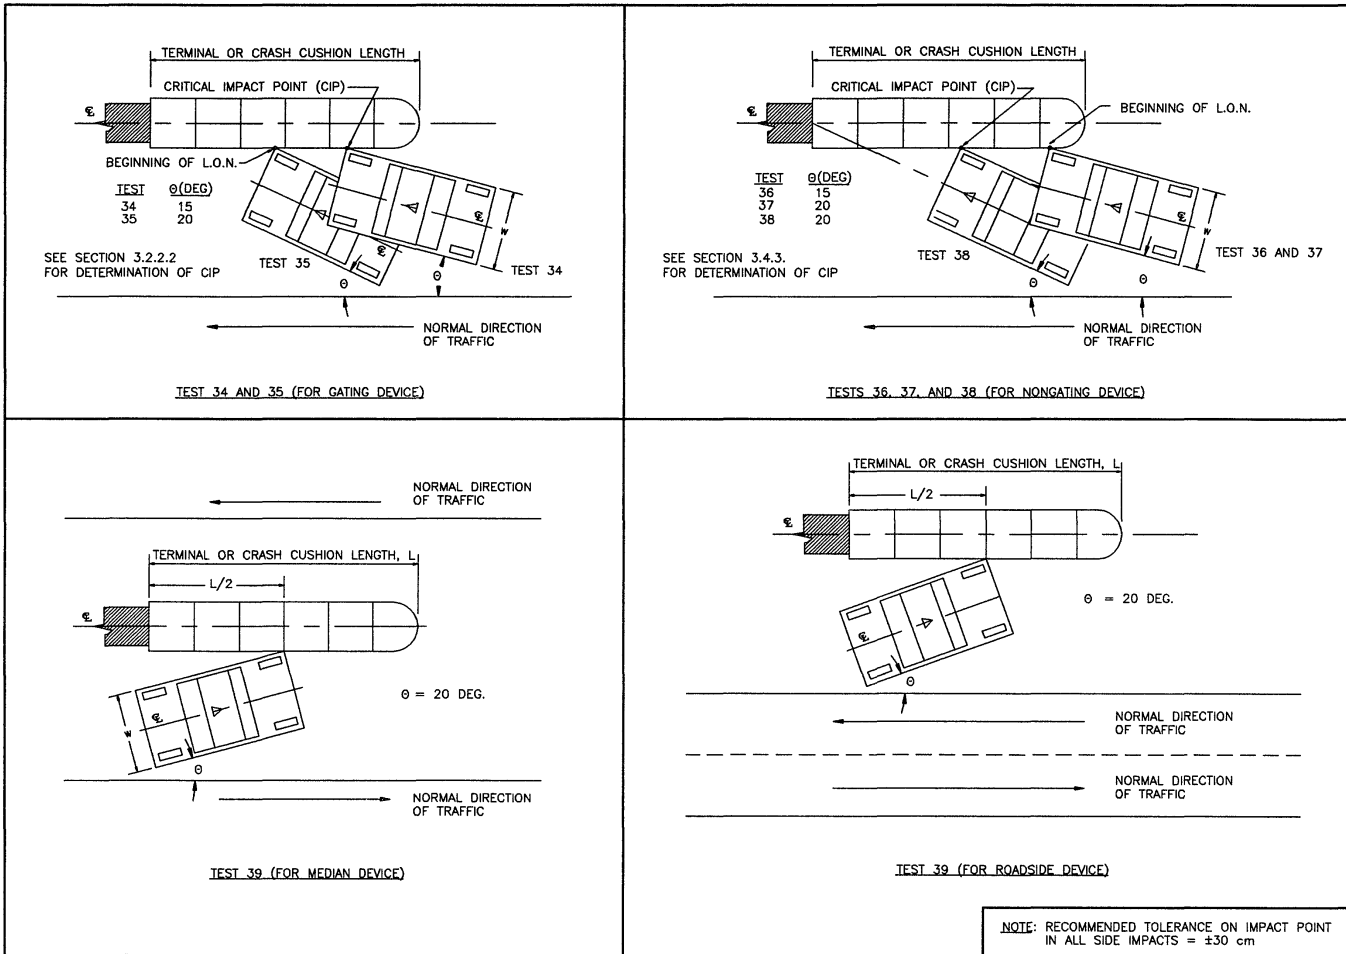 TERMINAL OR CRASH CUSHION LENGTH
CRITICAL IMPACT POINT (CIP)
℄
BEGINNING OF L.O.N.
TEST Θ(DEG)
34 15
35 20
SEE SECTION 3.2.2.2
FOR DETERMINATION OF CIP
TEST 35
℄
℄
W
TEST 34
Θ
Θ
NORMAL DIRECTION
OF TRAFFIC
TEST 34 AND 35 (FOR GATING DEVICE)
TERMINAL OR CRASH CUSHION LENGTH
CRITICAL IMPACT POINT (CIP)
BEGINNING OF L.O.N.
℄
TEST Θ(DEG)
36 15
37 20
38 20
SEE SECTION 3.4.3.
FOR DETERMINATION OF CIP
TEST 38
℄
W
TEST 36 AND 37
Θ
Θ
NORMAL DIRECTION
OF TRAFFIC
TESTS 36, 37, AND 38 (FOR NONGATING DEVICE)
NORMAL DIRECTION
OF TRAFFIC
TERMINAL OR CRASH CUSHION LENGTH, L
L/2
℄
Θ = 20 DEG.
℄
W
Θ
NORMAL DIRECTION
OF TRAFFIC
TEST 39 (FOR MEDIAN DEVICE)
TERMINAL OR CRASH CUSHION LENGTH, L
L/2
℄
Θ = 20 DEG.
℄
Θ
NORMAL DIRECTION
OF TRAFFIC
NORMAL DIRECTION
OF TRAFFIC
TEST 39 (FOR ROADSIDE DEVICE)
NOTE: RECOMMENDED TOLERANCE ON IMPACT POINT
IN ALL SIDE IMPACTS = ±30 cm